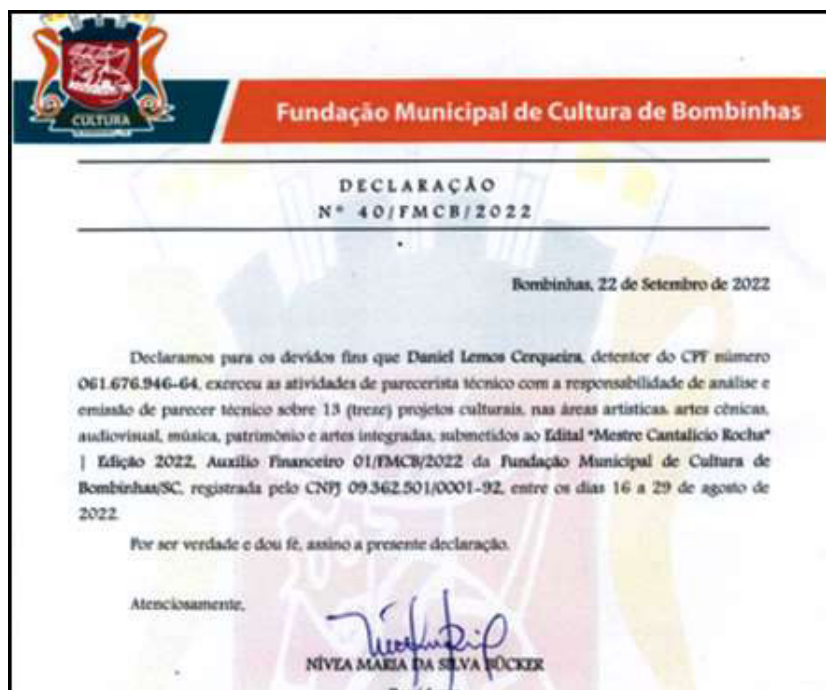 CULTURA
Fundação Municipal de Cultura de Bombinhas
DECLARAÇÃO
Nº 40/FMCB/2022
Bombinhas, 22 de Setembro de 2022
Declaramos para os devidos fins que Daniel Lemos Cerqueira, detentor do CPF número
061.676.946-64, exerceu as atividades de parecerista técnico com a responsabilidade de análise e
emissão de parecer técnico sobre 13 (treze) projetos culturais, nas áreas artísticas, artes cênicas,
audiovisual, música, patrimônio e artes integradas, submetidos ao Edital "Mestre Cantalício Rocha"
| Edição 2022, Auxílio Financeiro 01/FMCB/2022 da Fundação Municipal de Cultura de
Bombinhas/SC, registrada pelo CNPJ 09.362.501/0001-92, entre os dias 16 a 29 de agosto de
2022.
Por ser verdade e dou fé, assino a presente declaração.
Atenciosamente,
NÍVEA MARIA DA SILVA BÜCKER